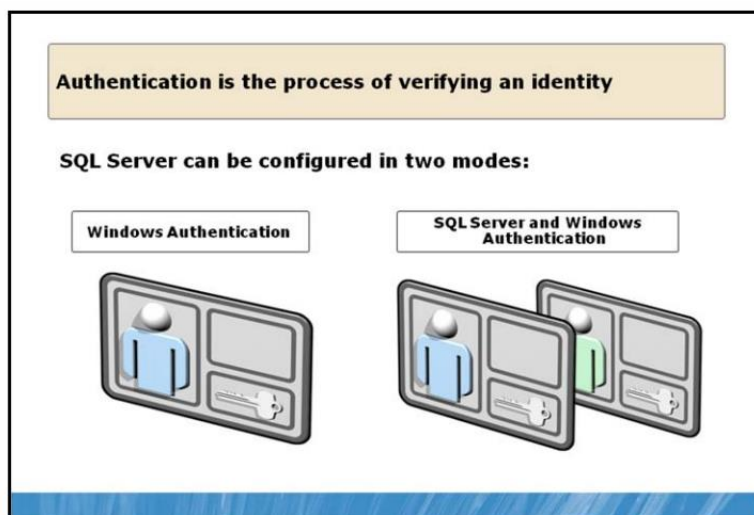 Authentication is the process of verifying an identity
SQL Server can be configured in two modes:
Windows Authentication
SQL Server and Windows
Authentication